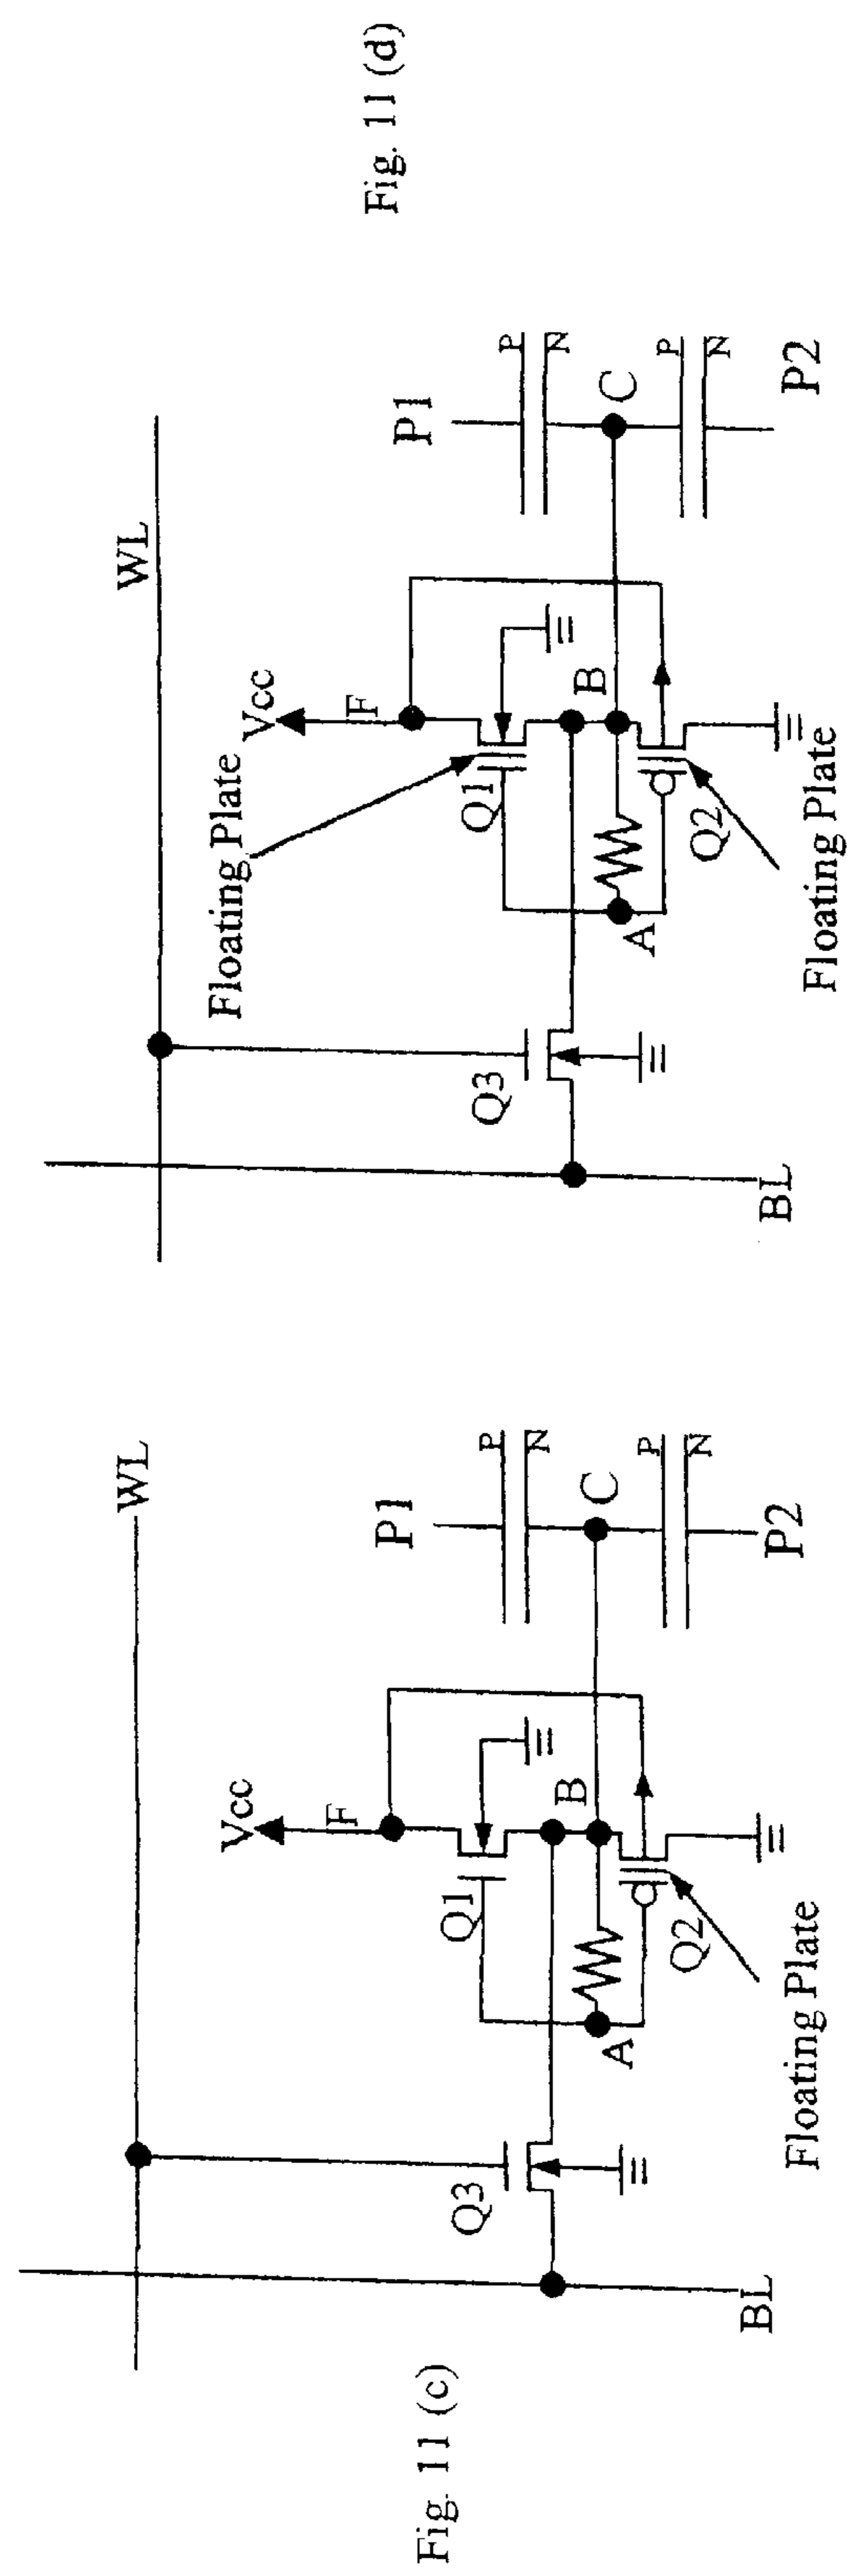 Fig. 11 (c)
WL
BL
Q3
Vcc
F
Q1
A
B
Q2
Floating Plate
P1
P
N
C
P
N
P2
Fig. 11 (d)
WL
BL
Q3
Floating Plate
Vcc
F
Q1
A
B
Q2
Floating Plate
P1
P
N
C
P
N
P2